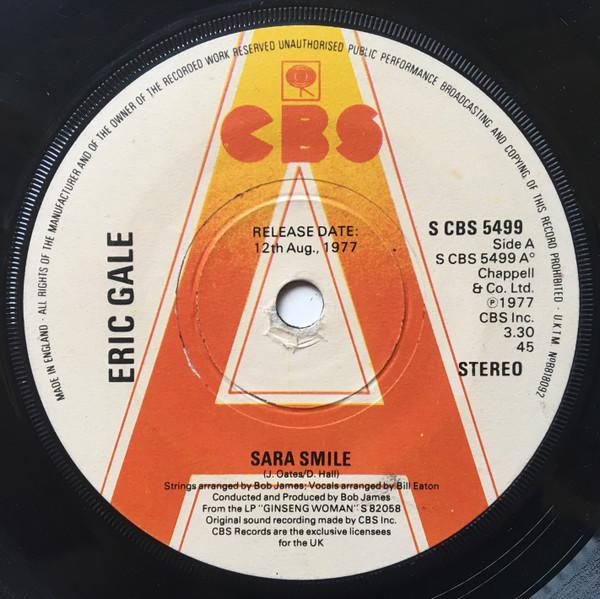 MADE IN ENGLAND · ALL RIGHTS OF THE MANUFACTURER AND OF THE OWNER OF THE RECORDED WORK RESERVED UNAUTHORISED PUBLIC PERFORMANCE BROADCASTING AND COPYING OF THIS RECORD PROHIBITED · U.K.T.M. No B818092
CBS
RELEASE DATE:
12th Aug., 1977
ERIC GALE
S CBS 5499
Side A
S CBS 5499 A°
Chappell
& Co. Ltd.
℗1977
CBS Inc.
3.30
45
STEREO
A
SARA SMILE
(J. Oates/D. Hall)
Strings arranged by Bob James; Vocals arranged by Bill Eaton
Conducted and Produced by Bob James
From the LP "GINSENG WOMAN" S 82058
Original sound recording made by CBS Inc.
CBS Records are the exclusive licensees
for the UK